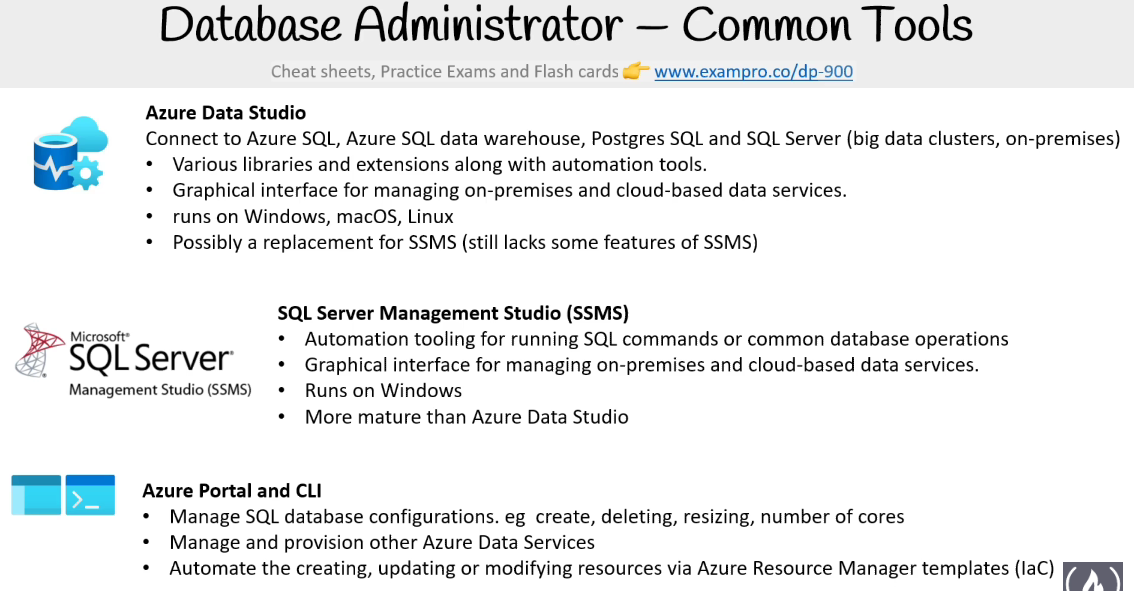 Database Administrator – Common Tools
Cheat sheets, Practice Exams and Flash cards 👉 www.exampro.co/dp-900
Azure Data Studio
Connect to Azure SQL, Azure SQL data warehouse, Postgres SQL and SQL Server (big data clusters, on-premises)
• Various libraries and extensions along with automation tools.
• Graphical interface for managing on-premises and cloud-based data services.
• runs on Windows, macOS, Linux
• Possibly a replacement for SSMS (still lacks some features of SSMS)
Microsoft®
SQL Server®
Management Studio (SSMS)
SQL Server Management Studio (SSMS)
• Automation tooling for running SQL commands or common database operations
• Graphical interface for managing on-premises and cloud-based data services.
• Runs on Windows
• More mature than Azure Data Studio
Azure Portal and CLI
• Manage SQL database configurations. eg  create, deleting, resizing, number of cores
• Manage and provision other Azure Data Services
• Automate the creating, updating or modifying resources via Azure Resource Manager templates (IaC)